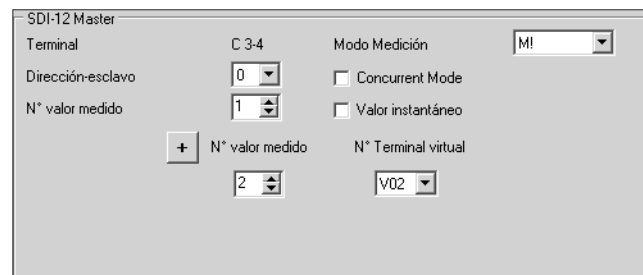 SDI-12 Master
Terminal C 3-4 Modo Medición M!
Dirección-esclavo 0 Concurrent Mode
N° valor medido 1 Valor instantáneo
+ N° valor medido N° Terminal virtual
2 V02